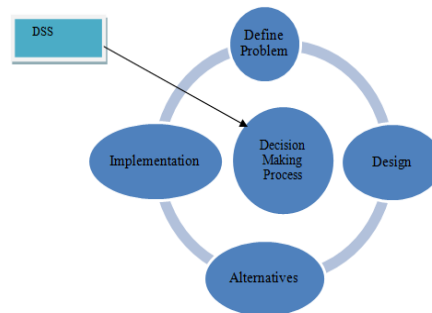 DSS
Define
Problem
Implementation
Decision
Making
Process
Design
Alternatives